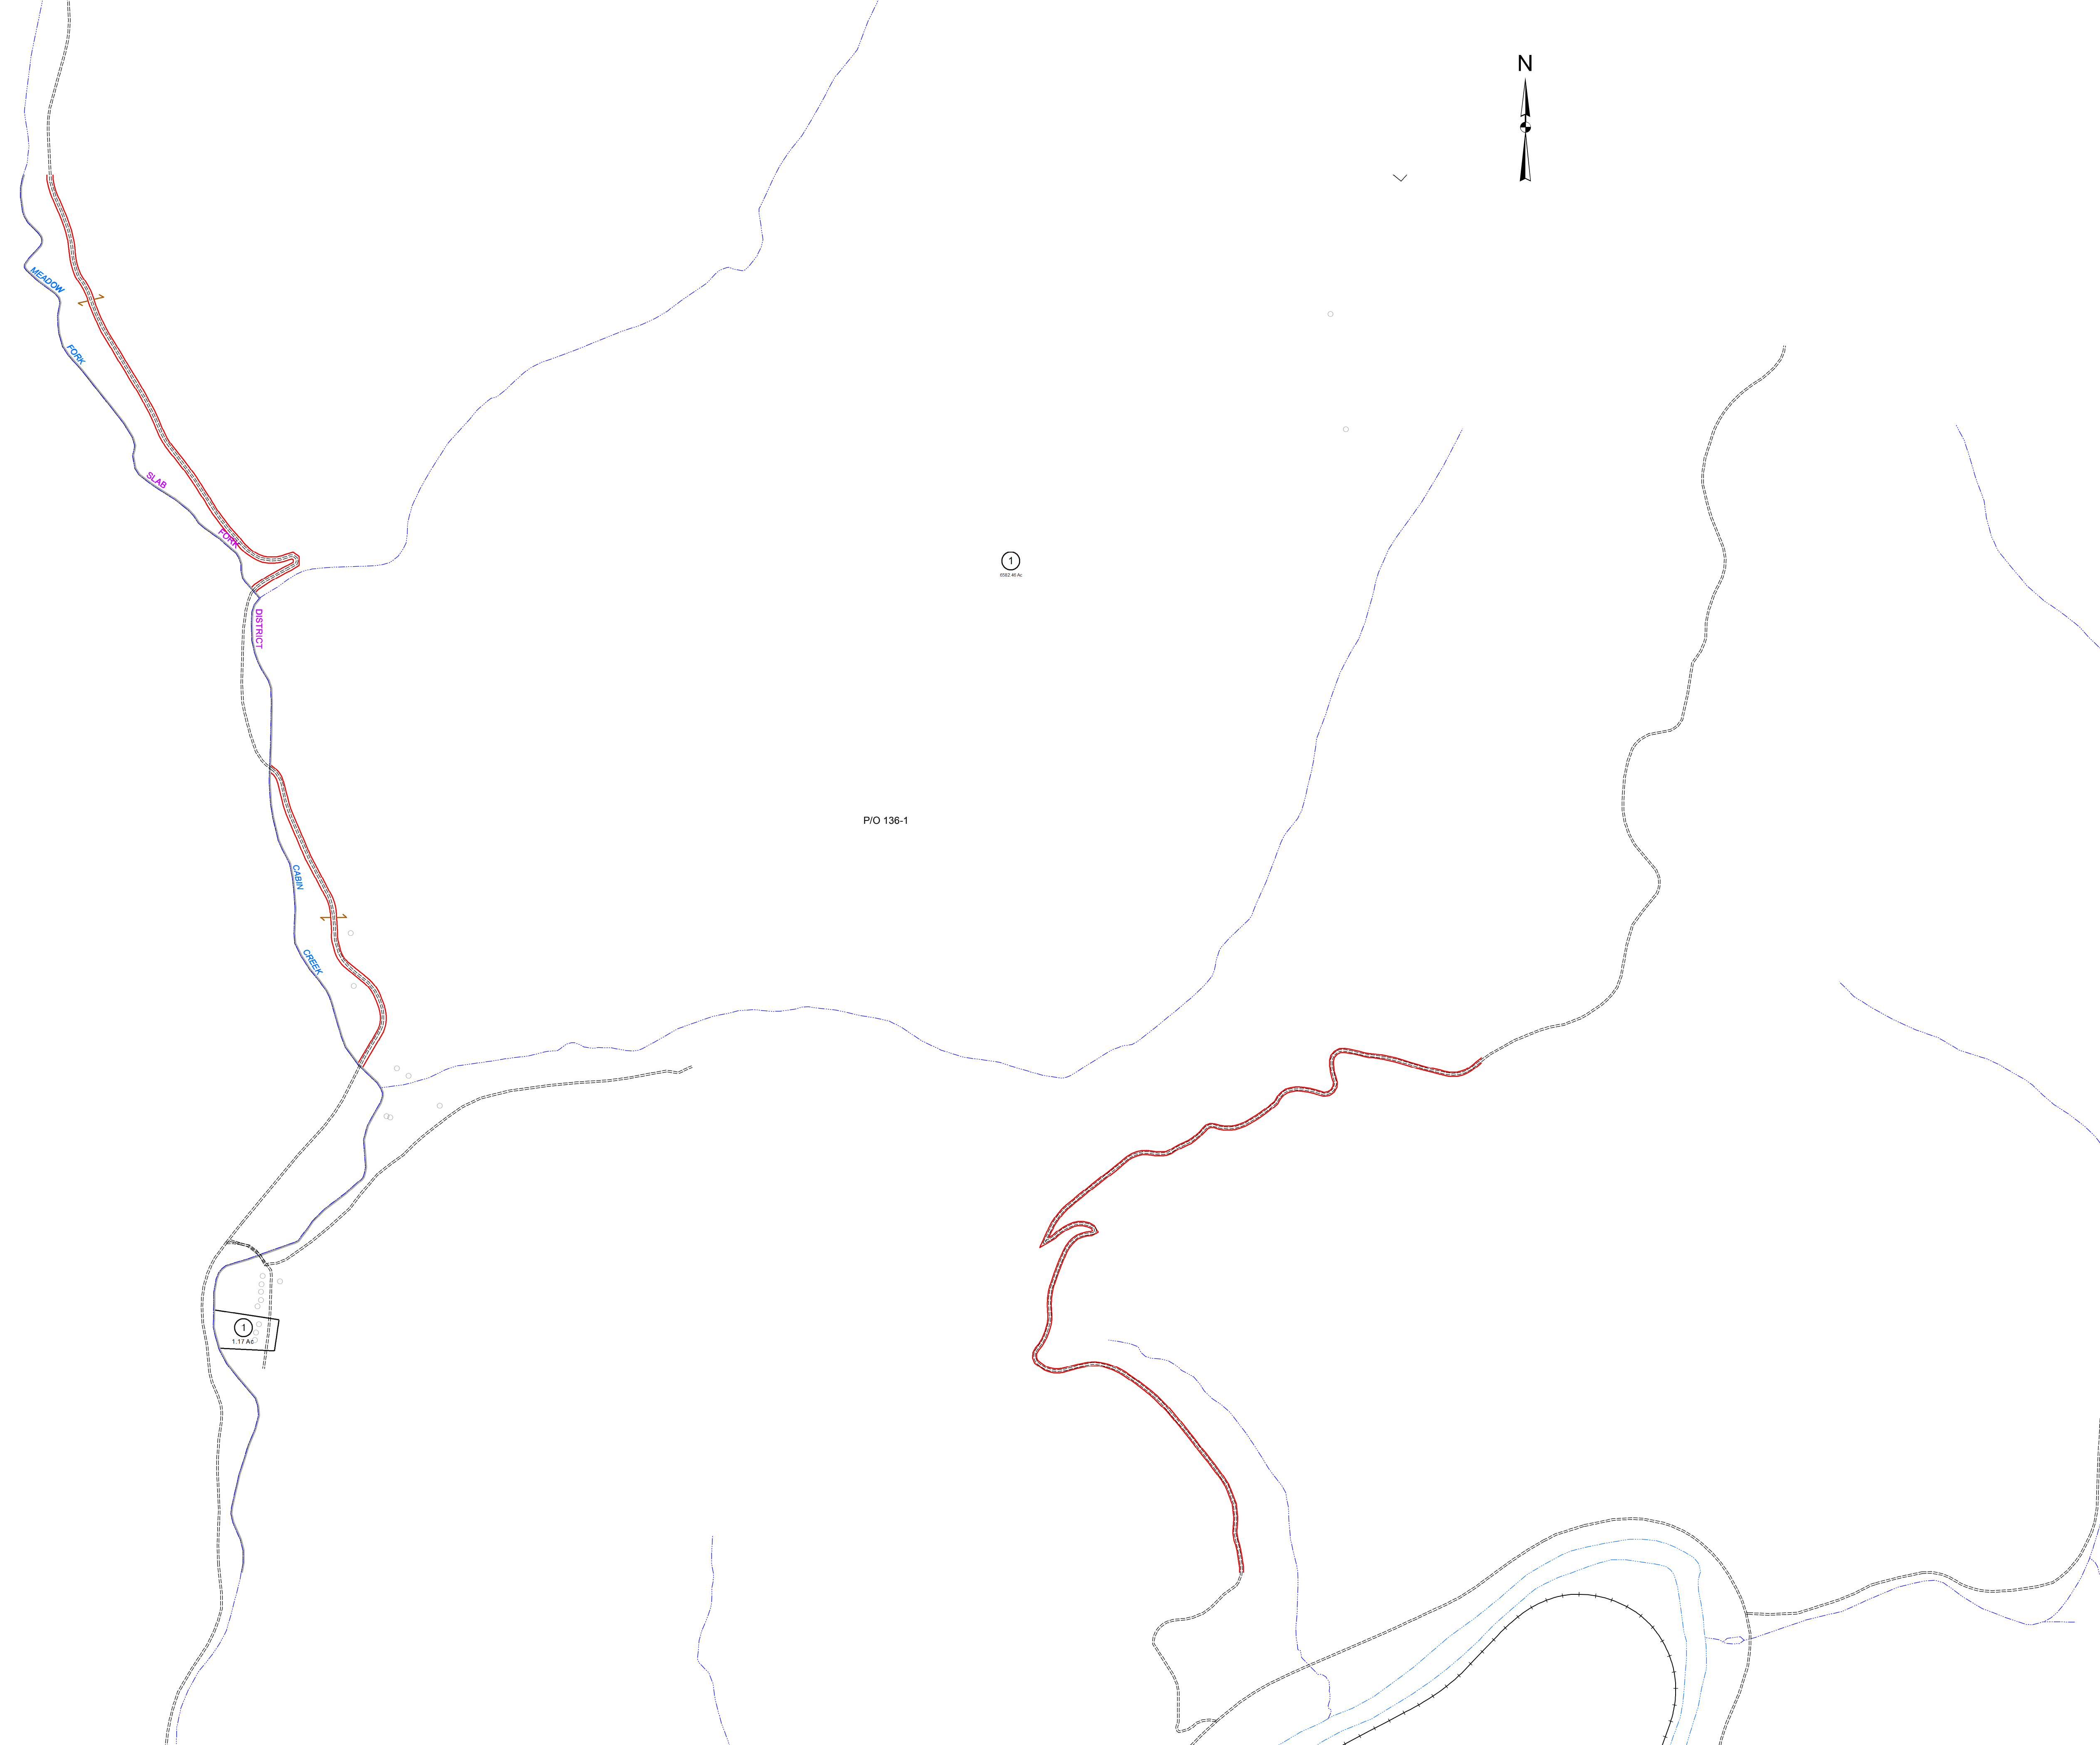 N
MEADOW
FORK
SLAB
FORK
1
6582.46 Ac
DISTRICT
P/O 136-1
CABIN
CREEK
1
1.17 Ac